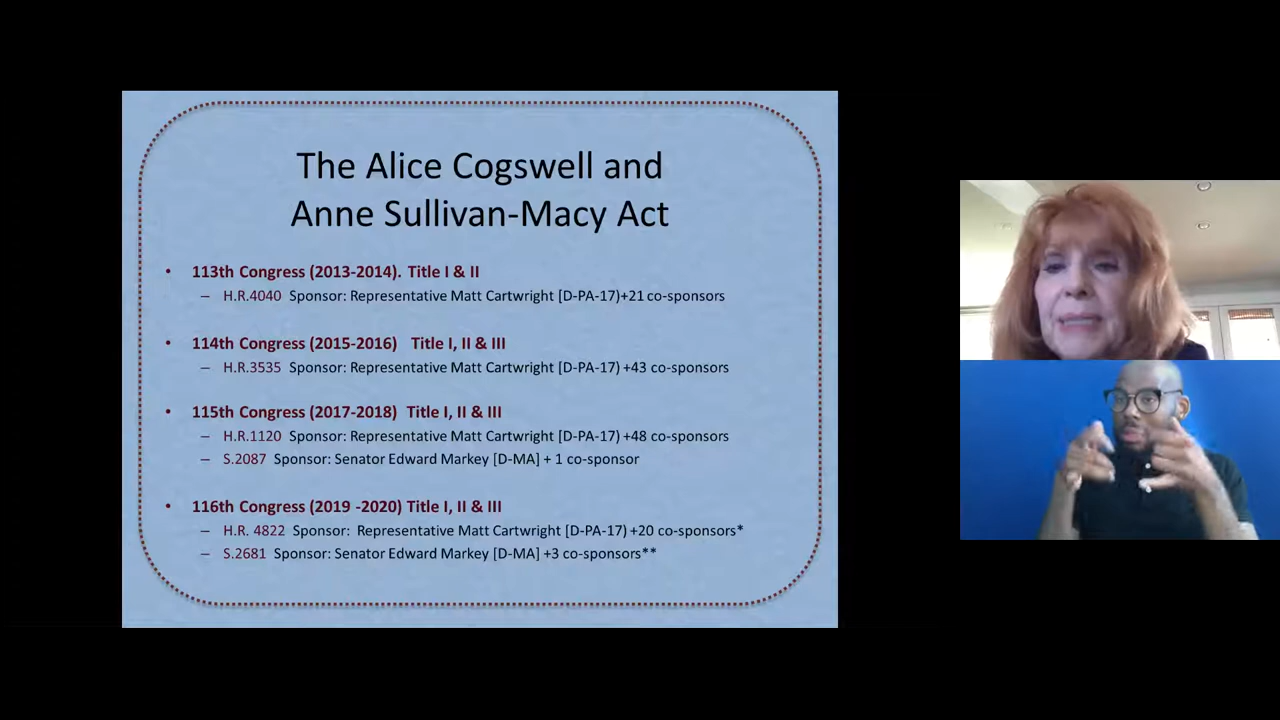 The Alice Cogswell and
Anne Sullivan-Macy Act
• 113th Congress (2013-2014). Title I & II
– H.R.4040 Sponsor: Representative Matt Cartwright [D-PA-17)+21 co-sponsors
• 114th Congress (2015-2016) Title I, II & III
– H.R.3535 Sponsor: Representative Matt Cartwright [D-PA-17) +43 co-sponsors
• 115th Congress (2017-2018) Title I, II & III
– H.R.1120 Sponsor: Representative Matt Cartwright [D-PA-17) +48 co-sponsors
– S.2087 Sponsor: Senator Edward Markey [D-MA] + 1 co-sponsor
• 116th Congress (2019 -2020) Title I, II & III
– H.R. 4822 Sponsor: Representative Matt Cartwright [D-PA-17) +20 co-sponsors*
– S.2681 Sponsor: Senator Edward Markey [D-MA] +3 co-sponsors**